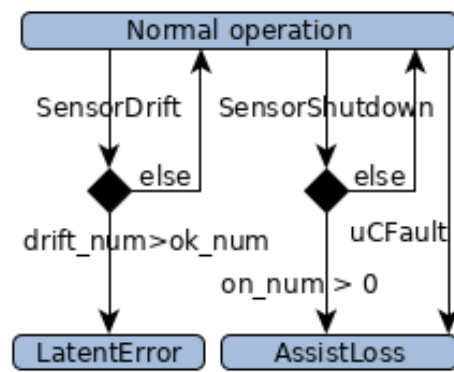 Normal operation
SensorDrift
SensorShutdown
else
else
drift_num>ok_num
uCFault
on_num > 0
LatentError
AssistLoss